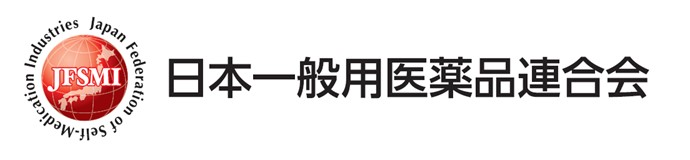 Japan Federation of Self-Medication Industries
JFSMI
日本一般用医薬品連合会